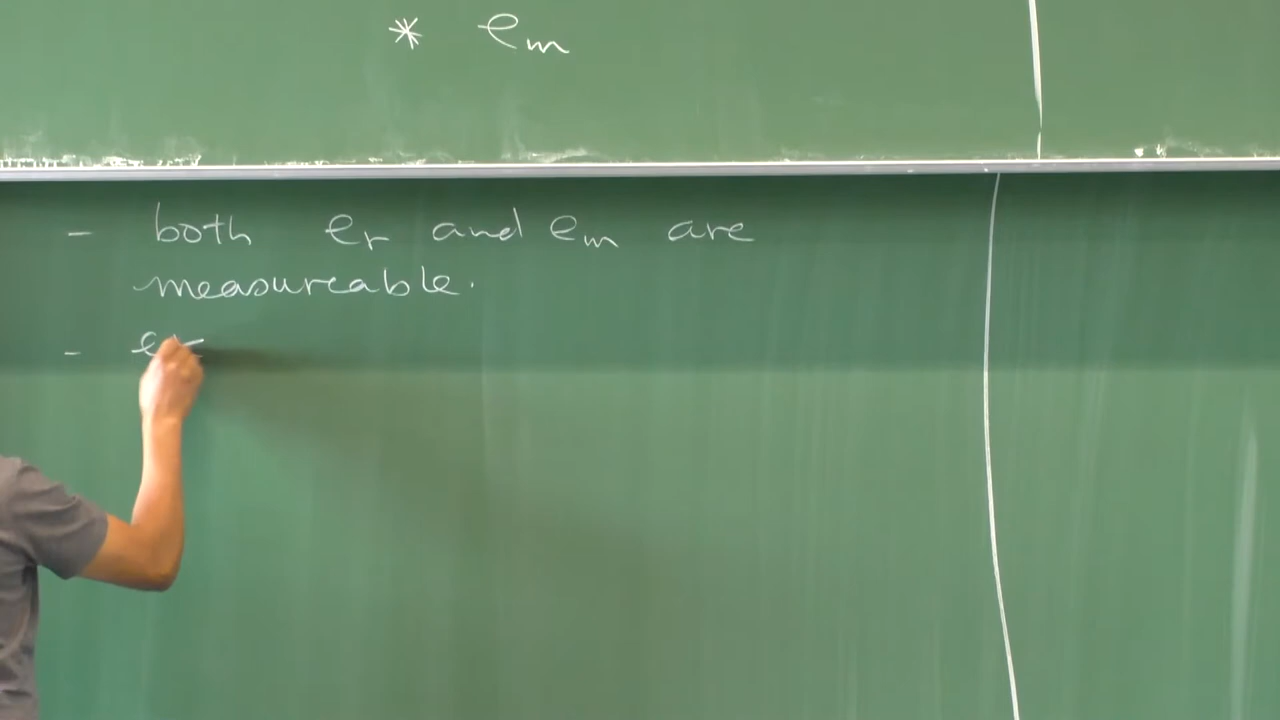 * em
- both er and em are
measureable.
- er